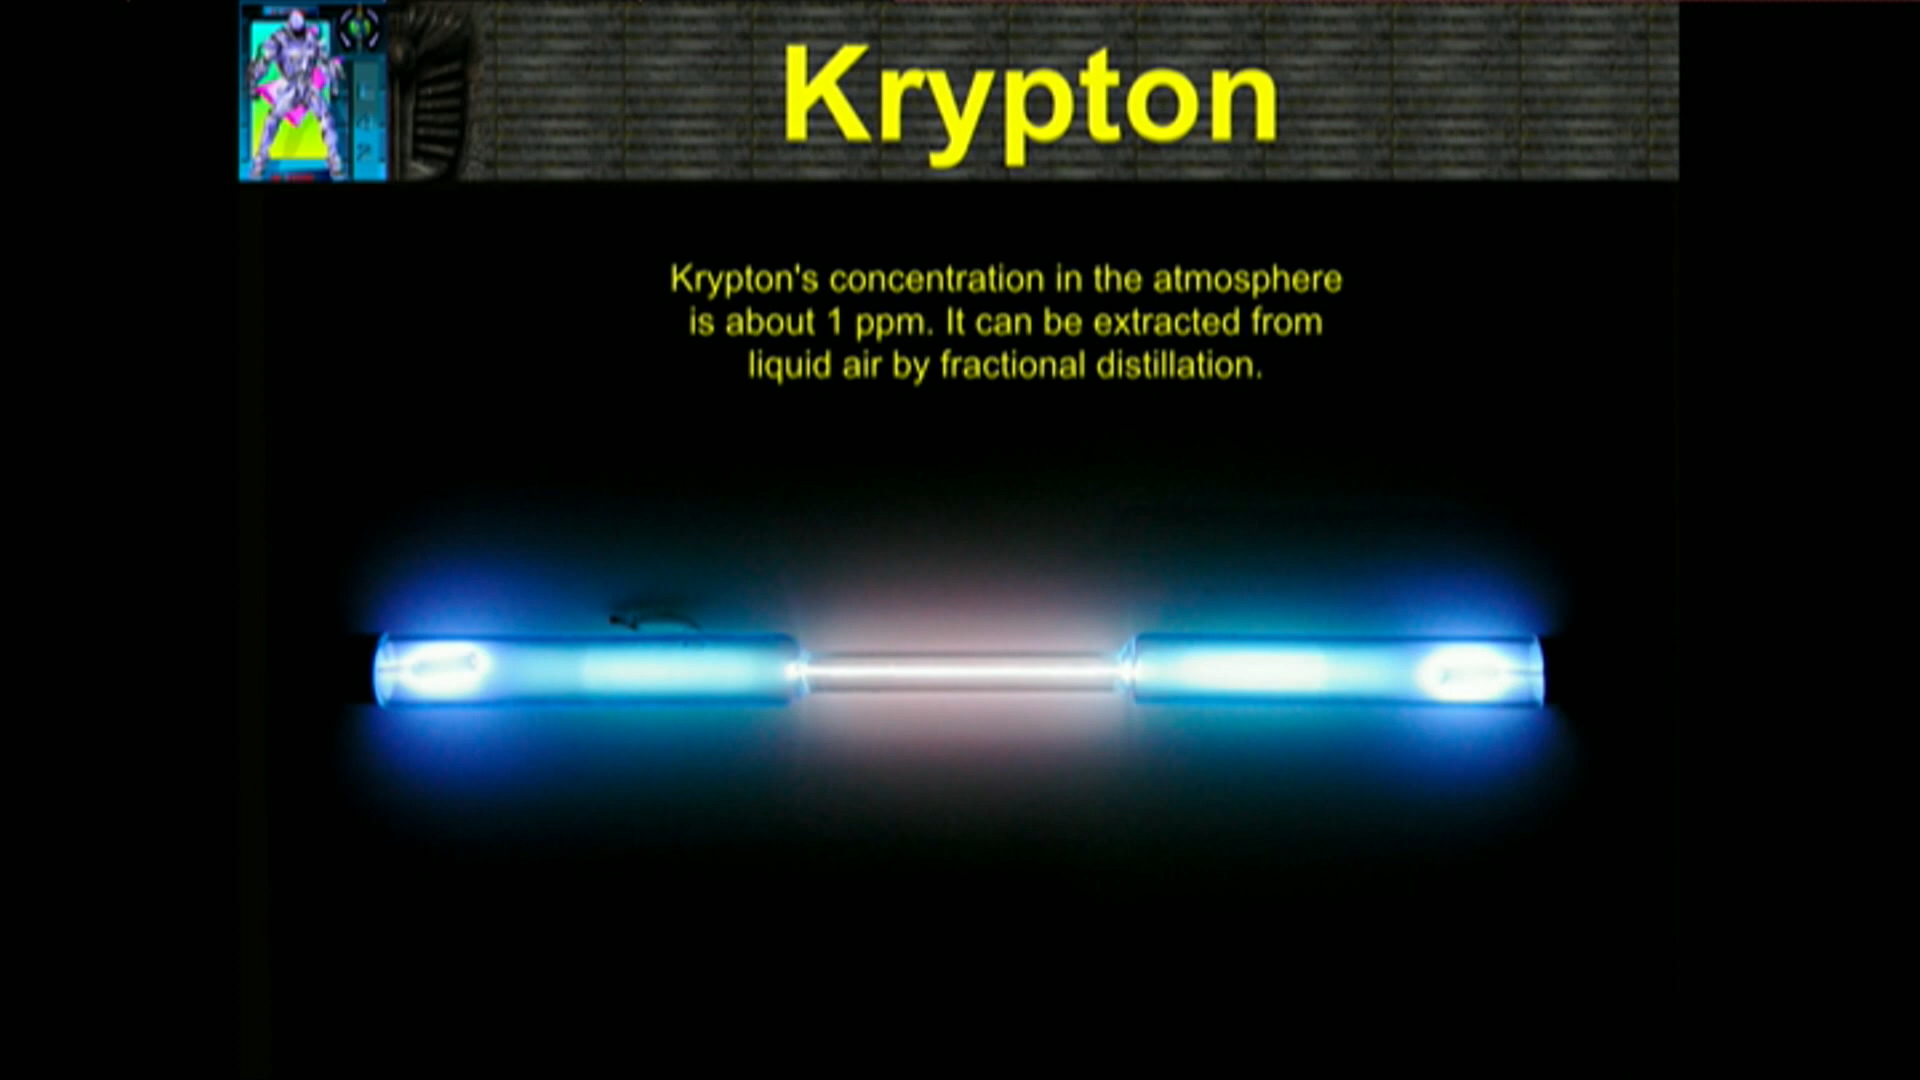 Krypton
Krypton's concentration in the atmosphere
is about 1 ppm. It can be extracted from
liquid air by fractional distillation.